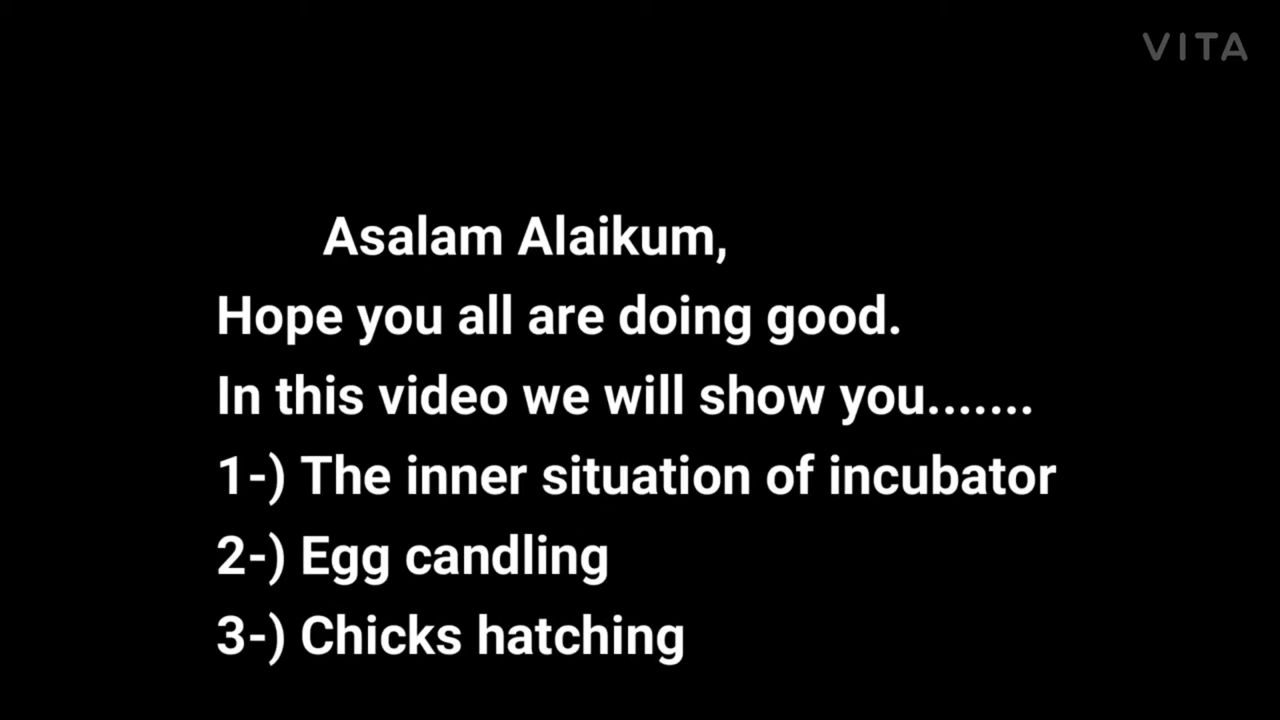 VITA
Asalam Alaikum,
Hope you all are doing good.
In this video we will show you.......
1-) The inner situation of incubator
2-) Egg candling
3-) Chicks hatching